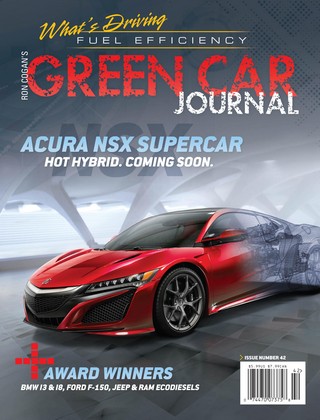 What's Driving
FUEL EFFICIENCY
RON COGAN'S
GREEN CAR
JOURNAL
NSX
ACURA NSX SUPERCAR
HOT HYBRID. COMING SOON.
+ AWARD WINNERS
BMW I3 & I8, FORD F-150, JEEP & RAM ECODIESELS
ISSUE NUMBER 42